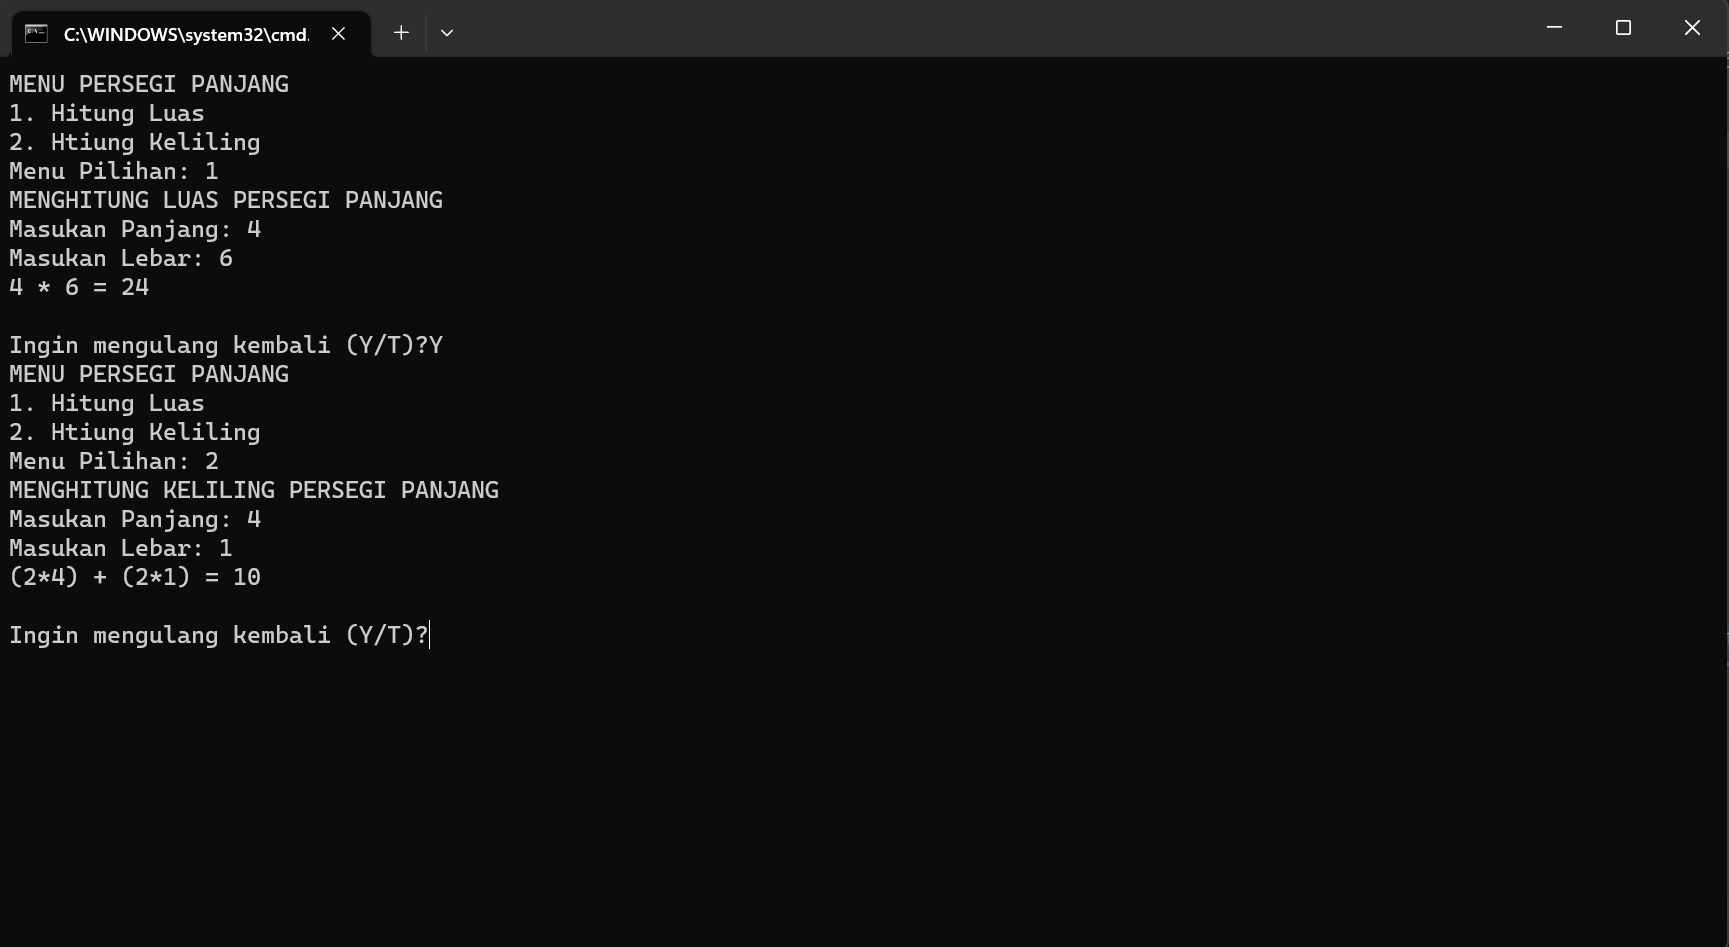 C:\WINDOWS\system32\cmd.
MENU PERSEGI PANJANG
1. Hitung Luas
2. Htiung Keliling
Menu Pilihan: 1
MENGHITUNG LUAS PERSEGI PANJANG
Masukan Panjang: 4
Masukan Lebar: 6
4 * 6 = 24
Ingin mengulang kembali (Y/T)?Y
MENU PERSEGI PANJANG
1. Hitung Luas
2. Htiung Keliling
Menu Pilihan: 2
MENGHITUNG KELILING PERSEGI PANJANG
Masukan Panjang: 4
Masukan Lebar: 1
(2*4) + (2*1) = 10
Ingin mengulang kembali (Y/T)?